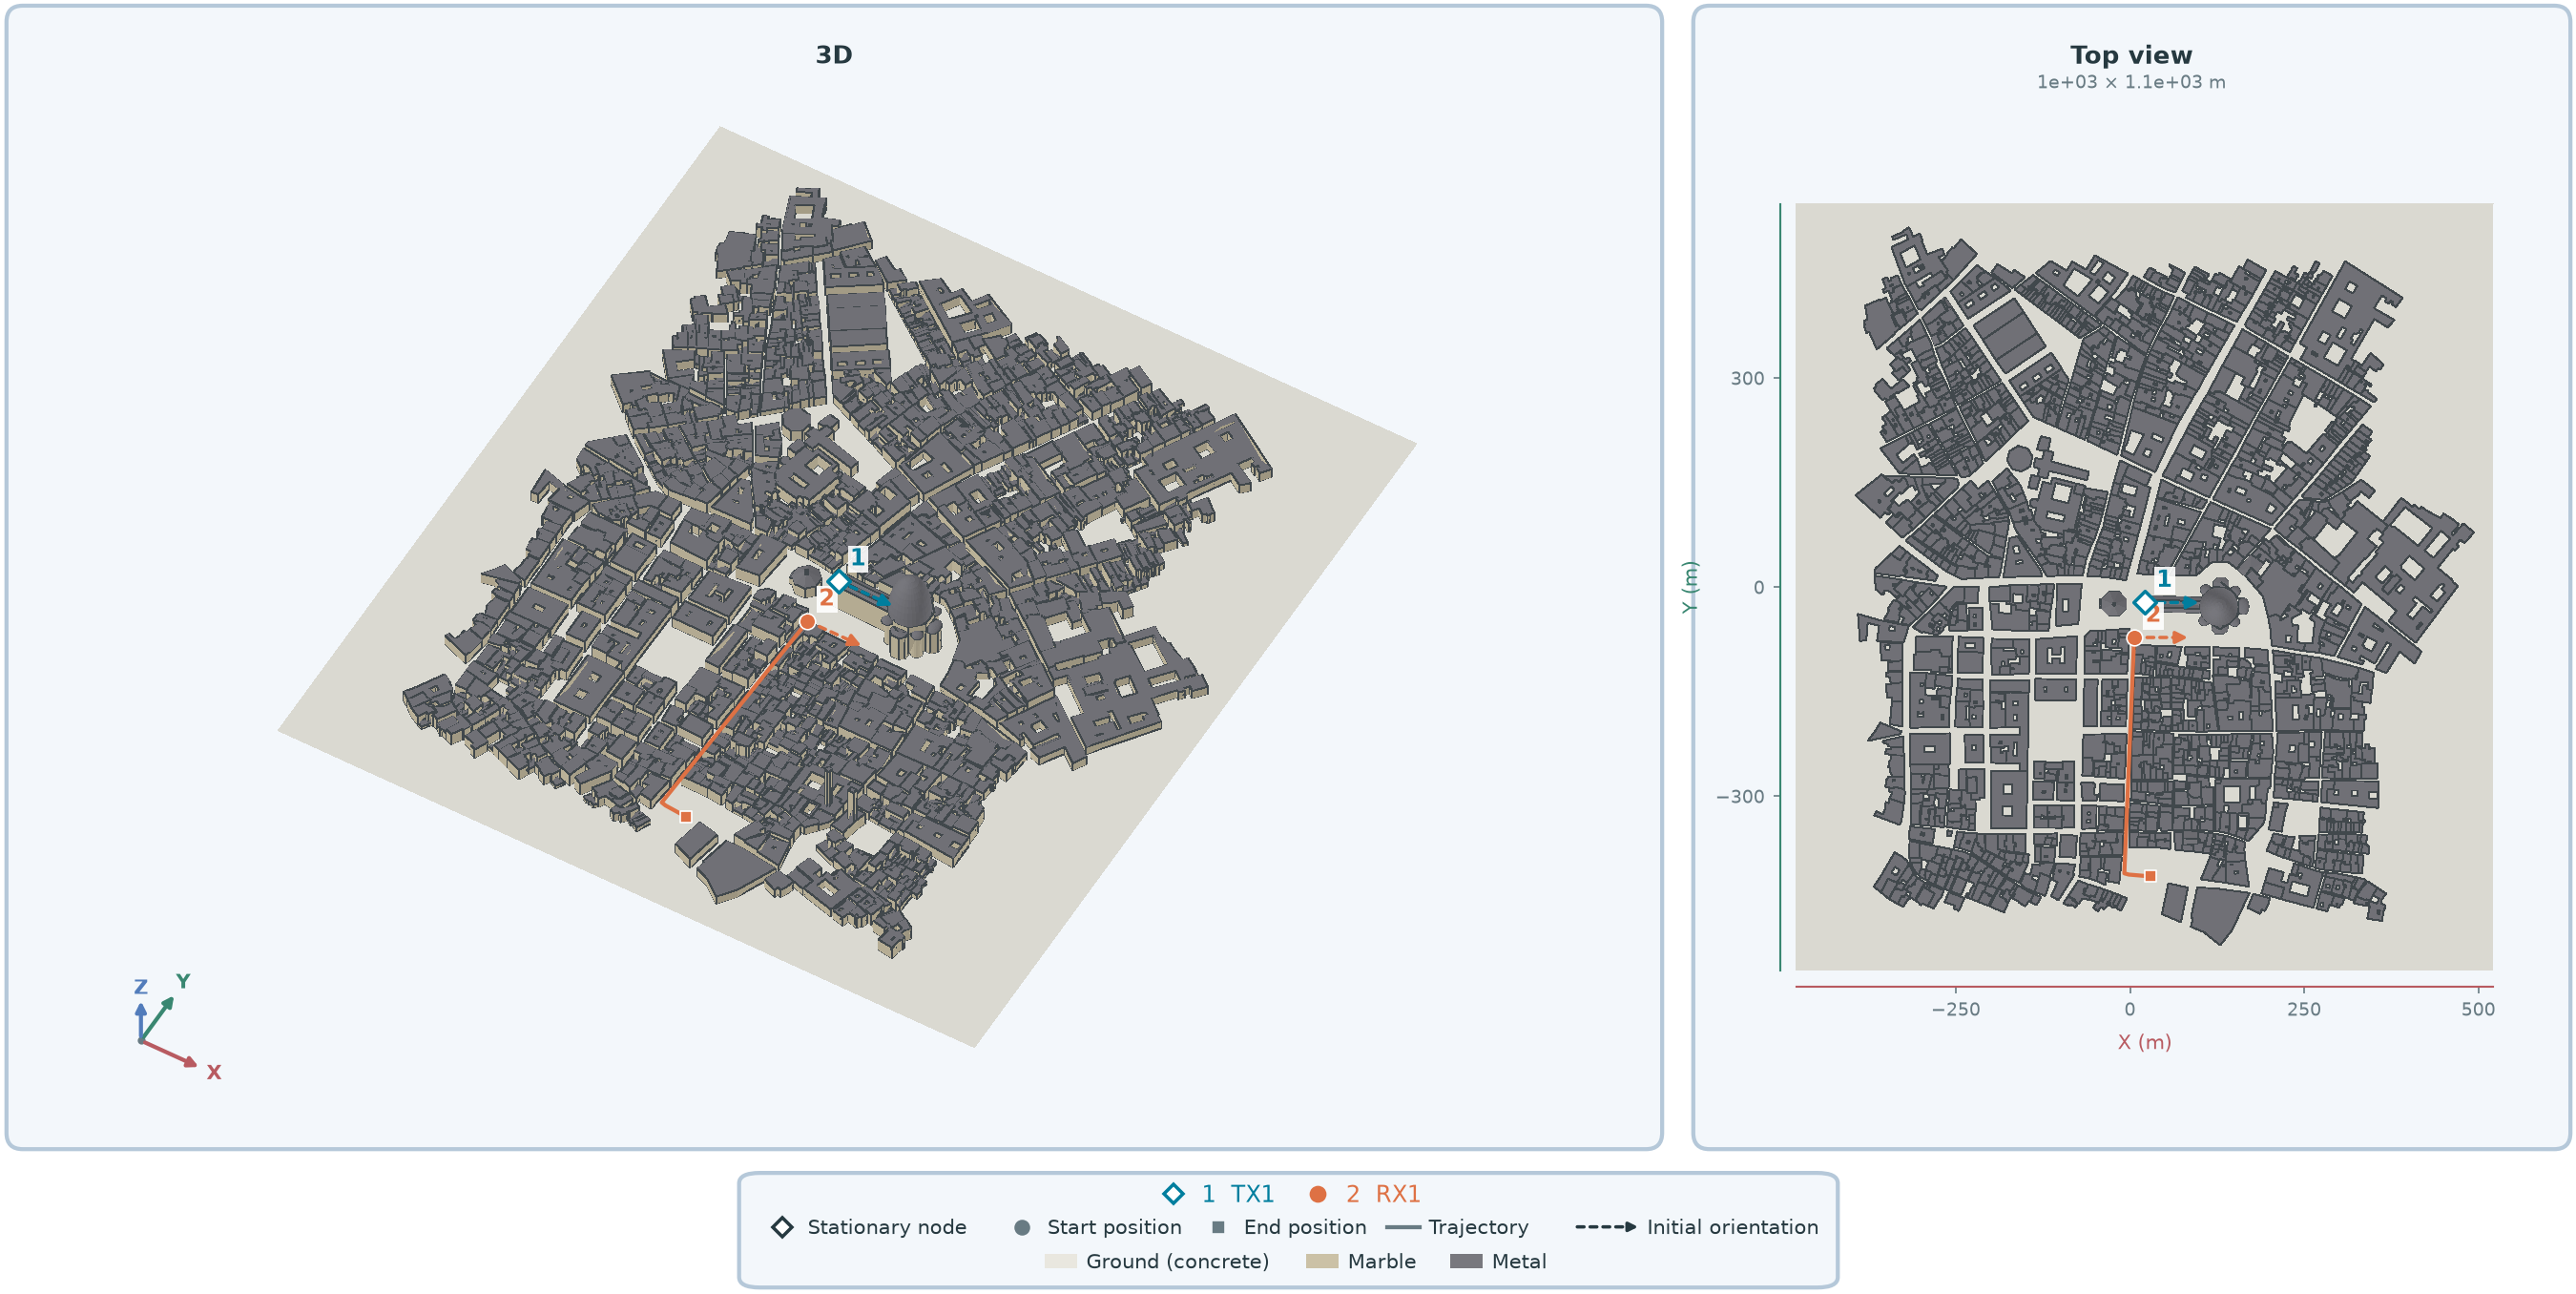 3D
1
2
Z
Y
X
Top view
1e+03 × 1.1e+03 m
300
0
−300
Y (m)
1
2
−250
0
250
500
X (m)
1 TX1
2 RX1
Stationary node
Start position
End position
Trajectory
Initial orientation
Ground (concrete)
Marble
Metal